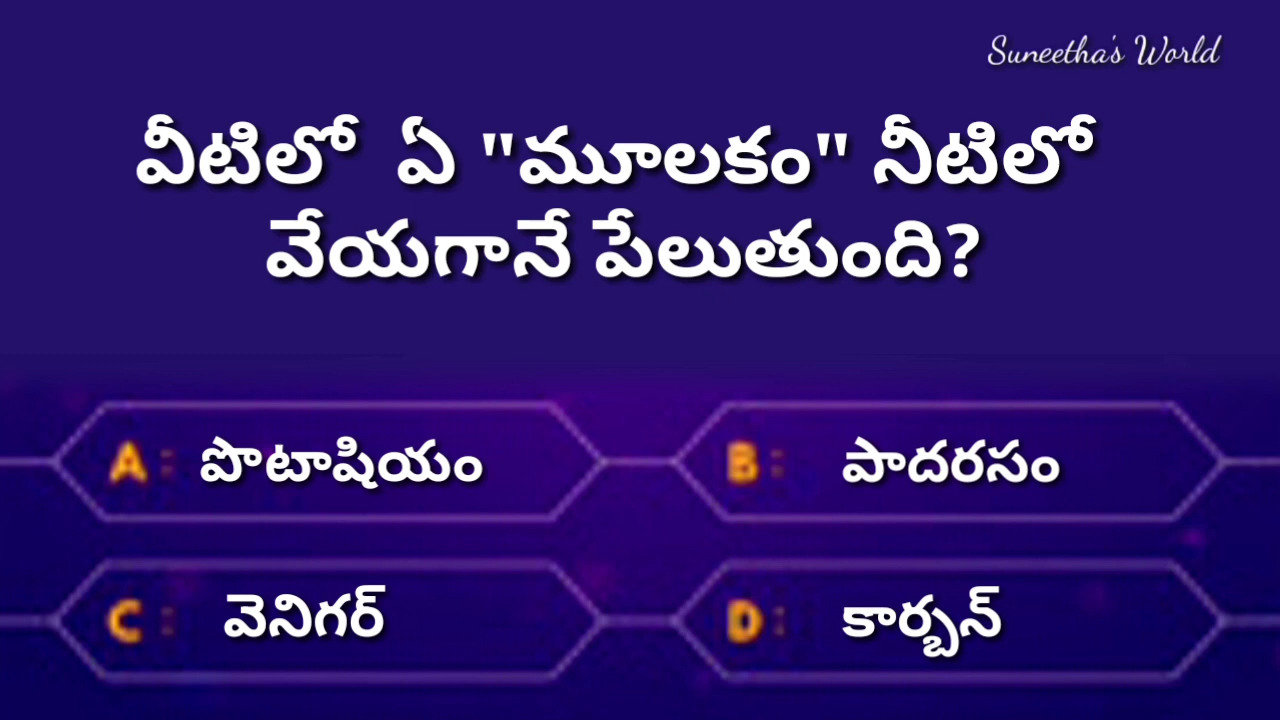 Suneetha's World
వీటిలో ఏ "మూలకం" నీటిలో
వేయగానే పేలుతుంది?
A : పొటాషియం
B : పాదరసం
C : వెనిగర్
D : కార్బన్